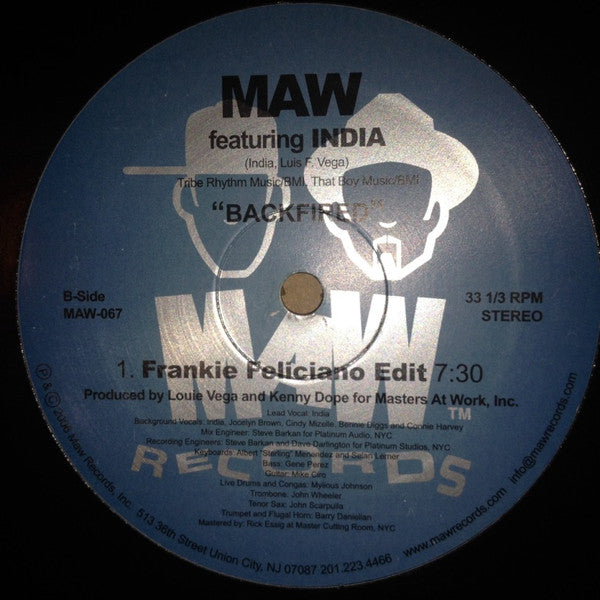 MAW
featuring INDIA
(India, Luis F. Vega)
Tribe Rhythm Music/BMI, That Boy Music/BMI
"BACKFIRED"
B-Side
MAW-067
33 1/3 RPM
STEREO
MAW
TM
1. Frankie Feliciano Edit 7:30
Produced by Louie Vega and Kenny Dope for Masters At Work, Inc.
Lead Vocal: India
Background Vocals: India, Jocelyn Brown, Cindy Mizelle, Bennie Diggs and Connie Harvey
Mix Engineer: Steve Barkan for Platinum Audio, NYC
Recording Engineers: Steve Barkan and Dave Darlington for Platinum Studios, NYC
Keyboards: Albert "Sterling" Menendez and Selan Lerner
Bass: Gene Perez
Guitar: Mike Ciro
Live Drums and Congas: Mylious Johnson
Trombone: John Wheeler
Tenor Sax: John Scarpulla
Trumpet and Flugal Horn: Barry Danielian
Mastered by: Rick Essig at Master Cutting Room, NYC
RECORDS
℗ & © 2006 Maw Records, Inc. 513 36th Street Union City, NJ 07087 201.223.4466 www.mawrecords.com info@mawrecords.com